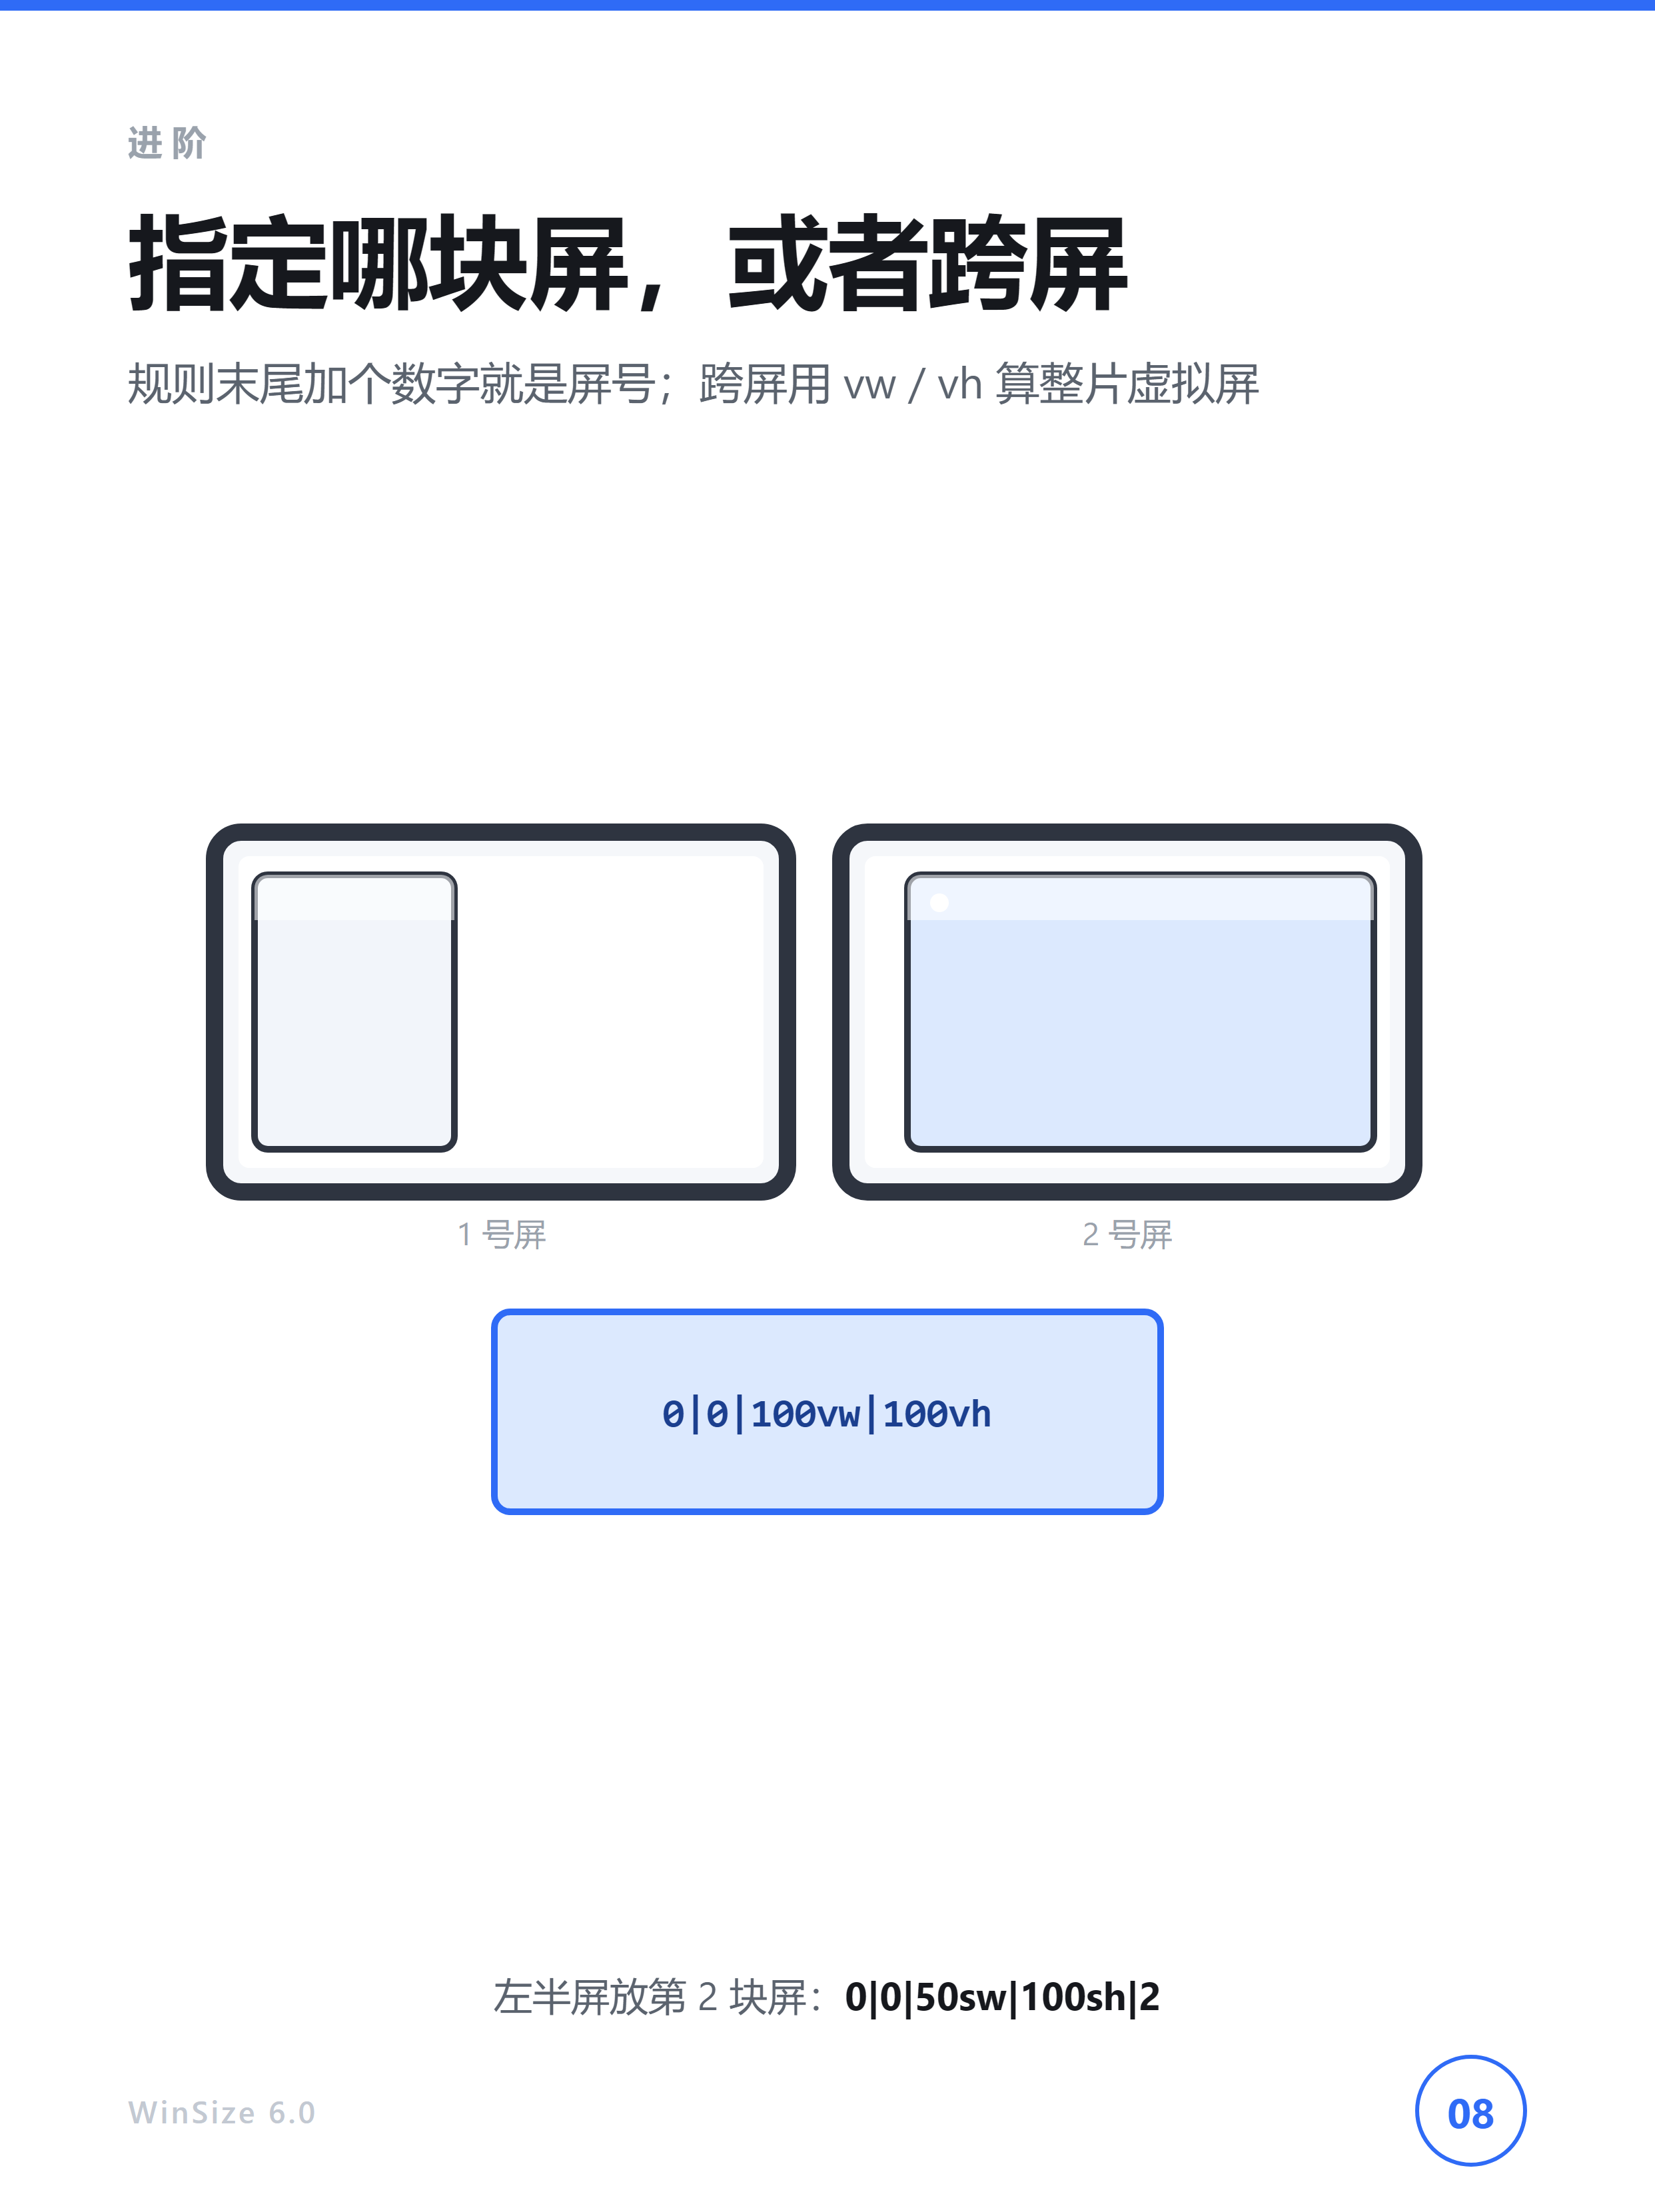 进阶
指定哪块屏，或者跨屏
规则末尾加个数字就是屏号；跨屏用 vw / vh 算整片虚拟屏
1 号屏
2 号屏
0|0|100vw|100vh
左半屏放第 2 块屏：0|0|50sw|100sh|2
WinSize 6.0
08